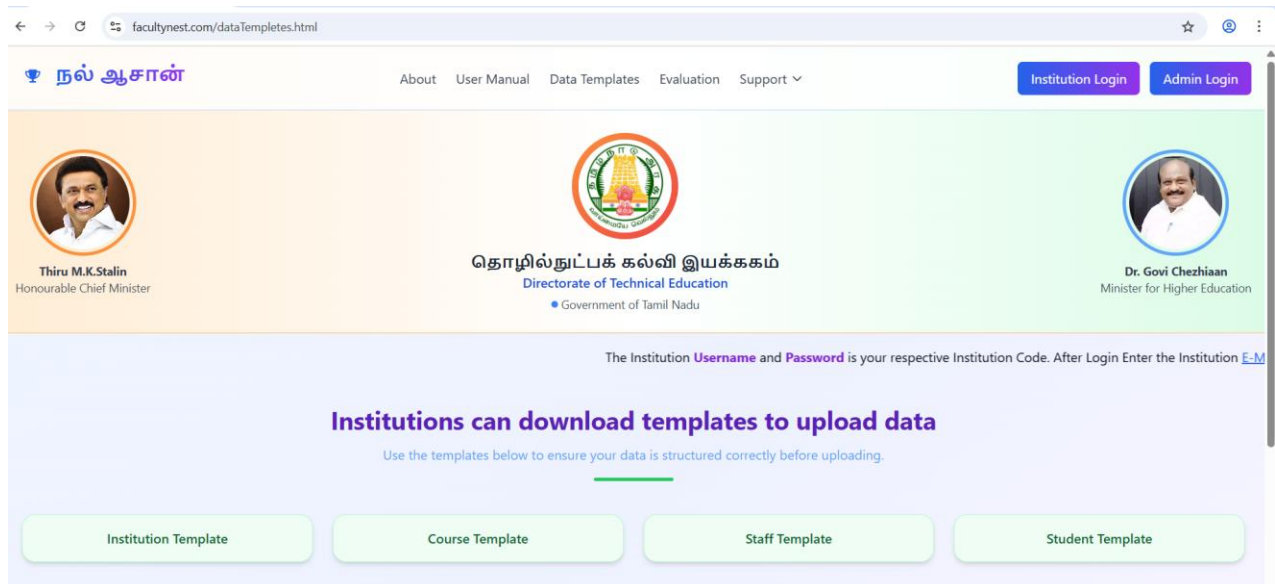 facultynest.com/dataTempletes.html
நல் ஆசான்
About User Manual Data Templates Evaluation Support
Institution Login Admin Login
தொழில்நுட்பக் கல்வி இயக்ககம்
Directorate of Technical Education
Government of Tamil Nadu
Thiru M.K.Stalin
Honourable Chief Minister
Dr. Govi Chezhiaan
Minister for Higher Education
The Institution Username and Password is your respective Institution Code. After Login Enter the Institution E-M
Institutions can download templates to upload data
Use the templates below to ensure your data is structured correctly before uploading.
Institution Template
Course Template
Staff Template
Student Template